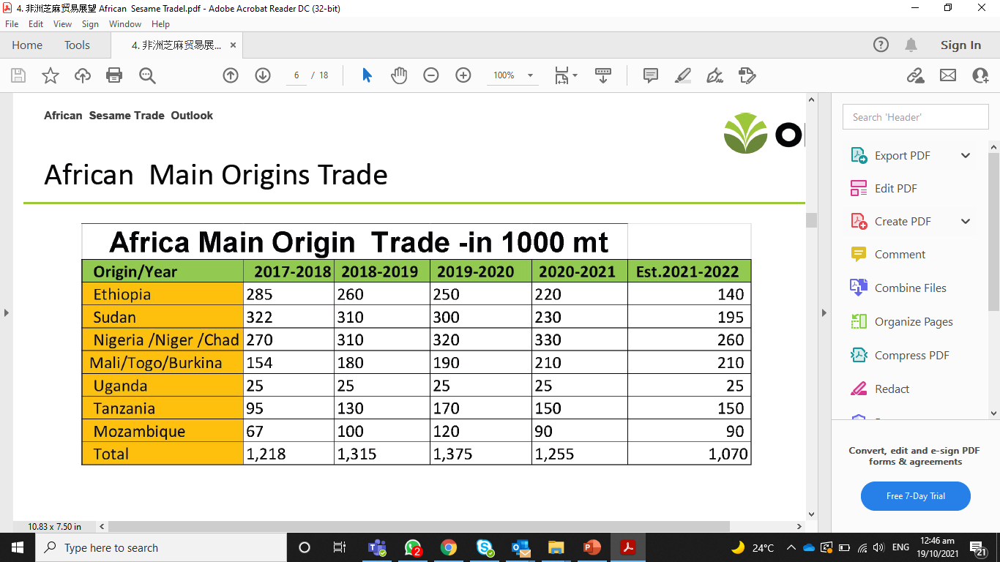 4. 非洲芝麻贸易展望 African  Sesame Tradel.pdf - Adobe Acrobat Reader DC (32-bit)
File Edit View Sign Window Help
Home Tools 4. 非洲芝麻贸易展... × Sign In
6 / 18 100%
African  Sesame Trade  Outlook
African  Main Origins Trade
Africa Main Origin  Trade -in 1000 mt
Origin/Year 2017-2018 2018-2019 2019-2020 2020-2021 Est.2021-2022
Ethiopia 285 260 250 220 140
Sudan 322 310 300 230 195
Nigeria /Niger /Chad 270 310 320 330 260
Mali/Togo/Burkina 154 180 190 210 210
Uganda 25 25 25 25 25
Tanzania 95 130 170 150 150
Mozambique 67 100 120 90 90
Total 1,218 1,315 1,375 1,255 1,070
10.83 x 7.50 in
Search 'Header'
Export PDF
Edit PDF
Create PDF
Comment
Combine Files
Organize Pages
Compress PDF
Redact
Convert, edit and e-sign PDF
forms & agreements
Free 7-Day Trial
Type here to search
2
24°C
ENG
12:46 am
19/10/2021
21